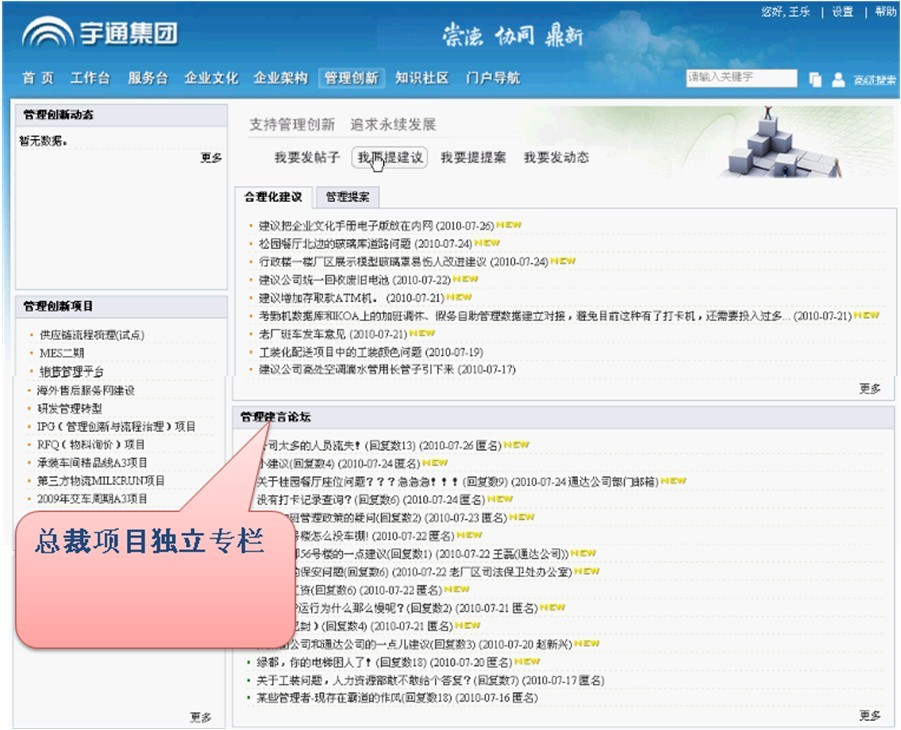 您好,王乐 | 设置 | 帮助
宇通集团
崇德 协同 鼎新
首页 工作台 服务台 企业文化 企业架构 管理创新 知识社区 门户导航
请输入关键字
高级搜索
管理创新动态
暂无数据。
更多
支持管理创新 追求永续发展
我要发帖子 我要提建议 我要提提案 我要发动态
合理化建议 管理提案
建议把企业文化手册电子版放在内网 (2010-07-26) NEW
松园餐厅北边的玻璃库道路问题 (2010-07-24) NEW
行政楼一楼厂区展示模型玻璃罩易伤人改进建议 (2010-07-24) NEW
建议公司统一回收废旧电池 (2010-07-22) NEW
建议增加存取款ATM机。 (2010-07-21) NEW
考勤机数据库和KOA上的加班调休、假务自助管理数据建立对接，避免目前这种有了打卡机，还需要投入过多... (2010-07-21) NEW
老厂班车发车意见 (2010-07-21) NEW
工装化配送项目中的工装颜色问题 (2010-07-19)
建议公司高处空调滴水管用长管子引下来 (2010-07-17)
更多
管理创新项目
供应链流程梳理(试点)
MES二期
销售管理平台
海外售后服务网建设
研发管理转型
IPG（管理创新与流程治理）项目
RFQ（物料询价）项目
承装车间精品线A3项目
第三方物流MILKRUN项目
2009年交车周期A3项目
更多
总裁项目独立专栏
管理建言论坛
司太多的人员流失！(回复数13) (2010-07-26 匿名) NEW
小建议(回复数4) (2010-07-24 匿名) NEW
关于桂园餐厅座位问题？？？急急急！！！(回复数9) (2010-07-24 通达公司部门邮箱) NEW
没有打卡记录查询？(回复数6) (2010-07-24 匿名) NEW
班管理政策的疑问(回复数2) (2010-07-23 匿名) NEW
号楼怎么没车棚! (2010-07-22 匿名) NEW
56号楼的一点建议(回复数1) (2010-07-22 王磊(通达公司)) NEW
的保安问题(回复数6) (2010-07-22 老厂区司法保卫处办公室) NEW
资(回复数6) (2010-07-22 匿名) NEW
运行为什么那么慢呢？(回复数2) (2010-07-21 匿名) NEW
封）(回复数4) (2010-07-21 匿名) NEW
公司和通达公司的一点儿建议(回复数3) (2010-07-20 赵新兴) NEW
绿都，你的电梯困人了！(回复数18) (2010-07-20 匿名) NEW
关于工装问题，人力资源部敢不敢给个答复？(回复数7) (2010-07-17 匿名)
某些管理者-现存在霸道的作风(回复数18) (2010-07-16 匿名)
更多